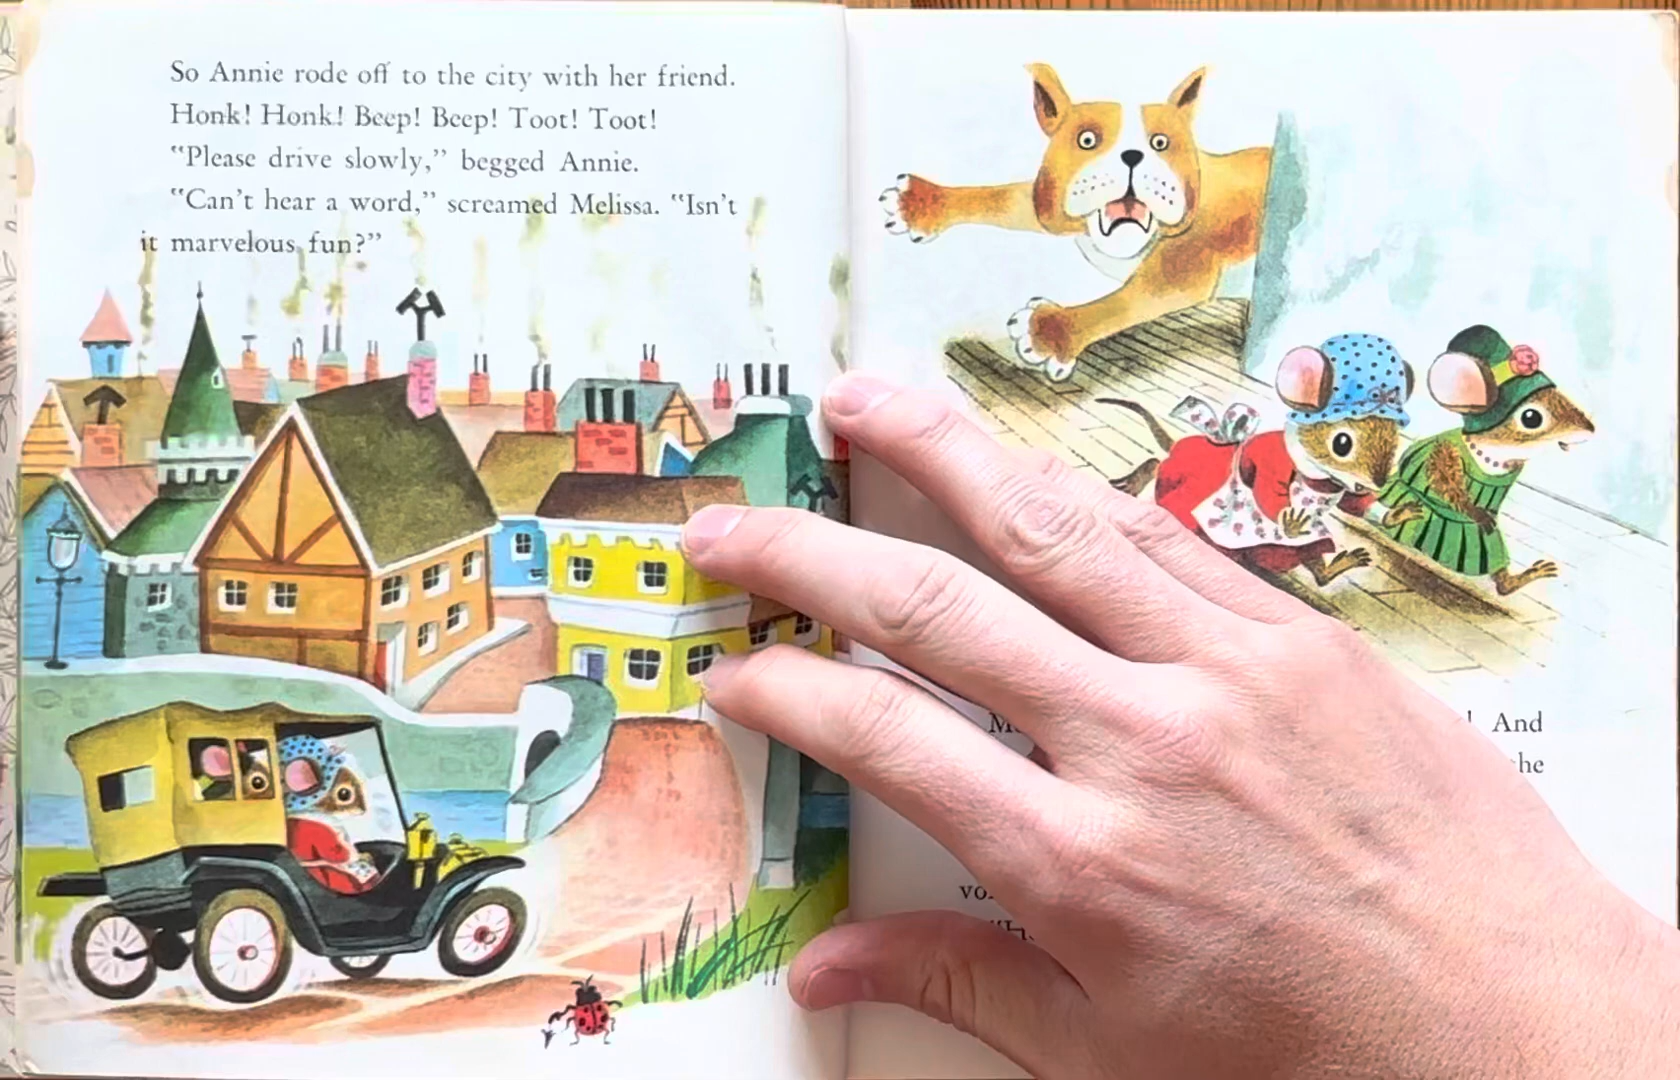 So Annie rode off to the city with her friend.
Honk! Honk! Beep! Beep! Toot! Toot!
"Please drive slowly," begged Annie.
"Can't hear a word," screamed Melissa. "Isn't
it marvelous fun?"
! And